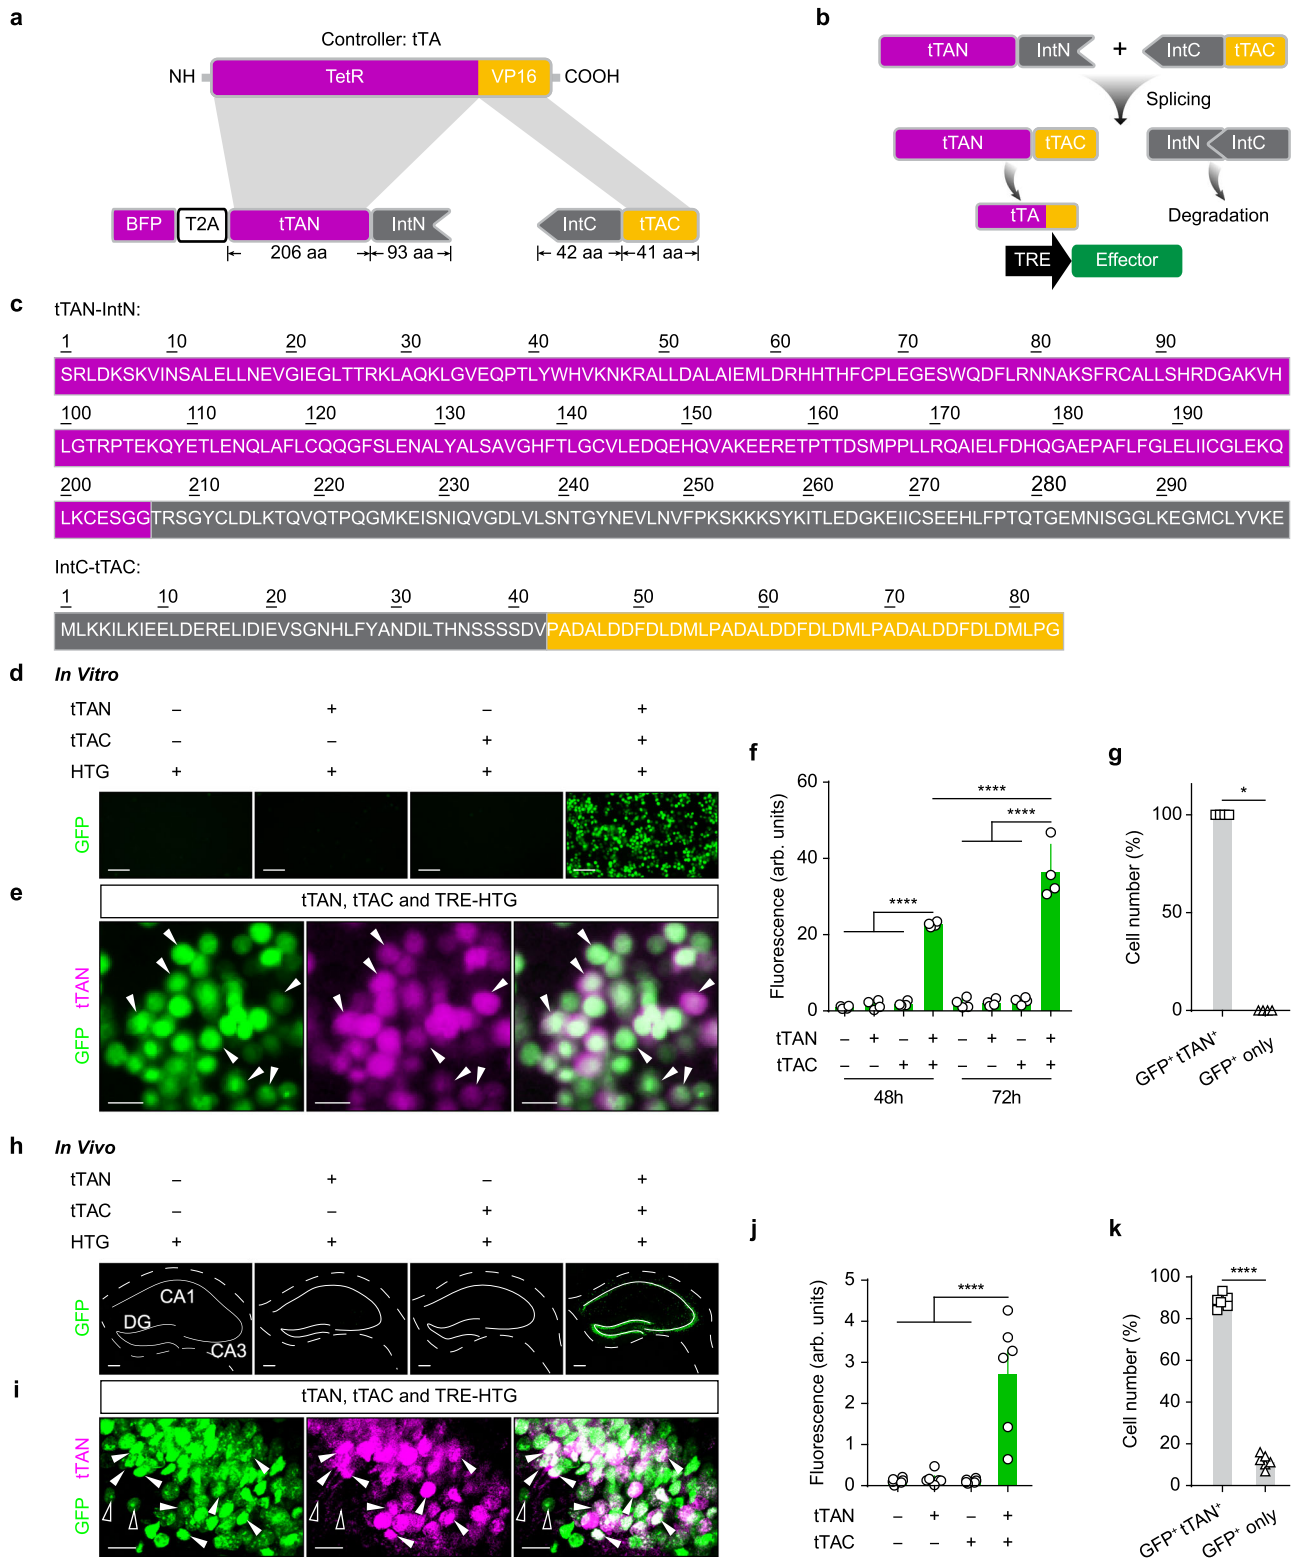 a
Controller: tTA
NH TetR VP16 COOH
BFP T2A tTAN IntN IntC tTAC
206 aa 93 aa 42 aa 41 aa
b
tTAN IntN + IntC tTAC
Splicing
tTAN tTAC IntN IntC
tTA Degradation
TRE Effector
c
tTAN-IntN:
1 10 20 30 40 50 60 70 80 90
SRLDKSKVINSALELLNEVGIEGLTTRKLAQKLGVEQPTLYWHVKNKRALLDALAIEMLDRHHTHFCPLEGESWQDFLRNNAKSFRCALLSHRDGAKVH
100 110 120 130 140 150 160 170 180 190
LGTRPTEKQYETLENQLAFLCQQGFSLENALYALSAVGHFTLGCVLEDQEHQVAKEERETPTTDSMPPLLRQAIELFDHQGAEPAFLFGLELIICGLEKQ
200 210 220 230 240 250 260 270 280 290
LKCESGGTRSGYCLDLKTQVQTPQGMKEISNIQVGDLVLSNTGYNEVLNVFPKSKKKSYKITLEDGKEIICSEEHLFPTQTGEMNISGGLKEGMCLYVKE
IntC-tTAC:
1 10 20 30 40 50 60 70 80
MLKKILKIEELDERELIDIEVSGNHLFYANDILTHNSSSSDVPADALDDFDLDMLPADALDDFDLDMLPADALDDFDLDMLPG
d In Vitro
tTAN – + – +
tTAC – – + +
HTG + + + +
GFP
e
tTAN, tTAC and TRE-HTG
GFP tTAN
f
Fluorescence (arb. units)
60
40
20
0
**** **** ****
tTAN – + – + – + – +
tTAC – – + + – – + +
48h 72h
g
Cell number (%)
100
50
0
*
GFP⁺ tTAN⁺
GFP⁺ only
h In Vivo
tTAN – + – +
tTAC – – + +
HTG + + + +
GFP
CA1
DG
CA3
i
tTAN, tTAC and TRE-HTG
GFP tTAN
j
Fluorescence (arb. units)
5
4
3
2
1
0
****
tTAN – + – +
tTAC – – + +
k
Cell number (%)
100
80
60
40
20
0
****
GFP⁺ tTAN⁺
GFP⁺ only